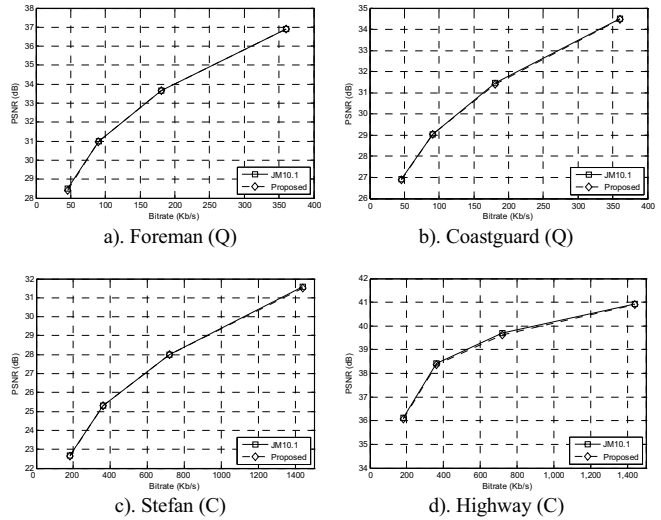 37
36
35
34
33
32
31
30
29
28
PSNR (dB)
0 50 100 150 200 250 300 350 400
Bitrate (Kb/s)
JM10.1
Proposed
a). Foreman (Q)
35
34
33
32
31
30
29
28
27
26
PSNR (dB)
0 50 100 150 200 250 300 350 400
Bitrate (Kb/s)
JM10.1
Proposed
b). Coastguard (Q)
32
31
30
29
28
27
26
25
24
23
22
PSNR (dB)
0 200 400 600 800 1000 1200 1400
Bitrate (Kb/s)
JM10.1
Proposed
c). Stefan (C)
42
41
40
39
38
37
36
35
34
PSNR (dB)
0 200 400 600 800 1,000 1,200 1,400
Bitrate (Kb/s)
JM10.1
Proposed
d). Highway (C)